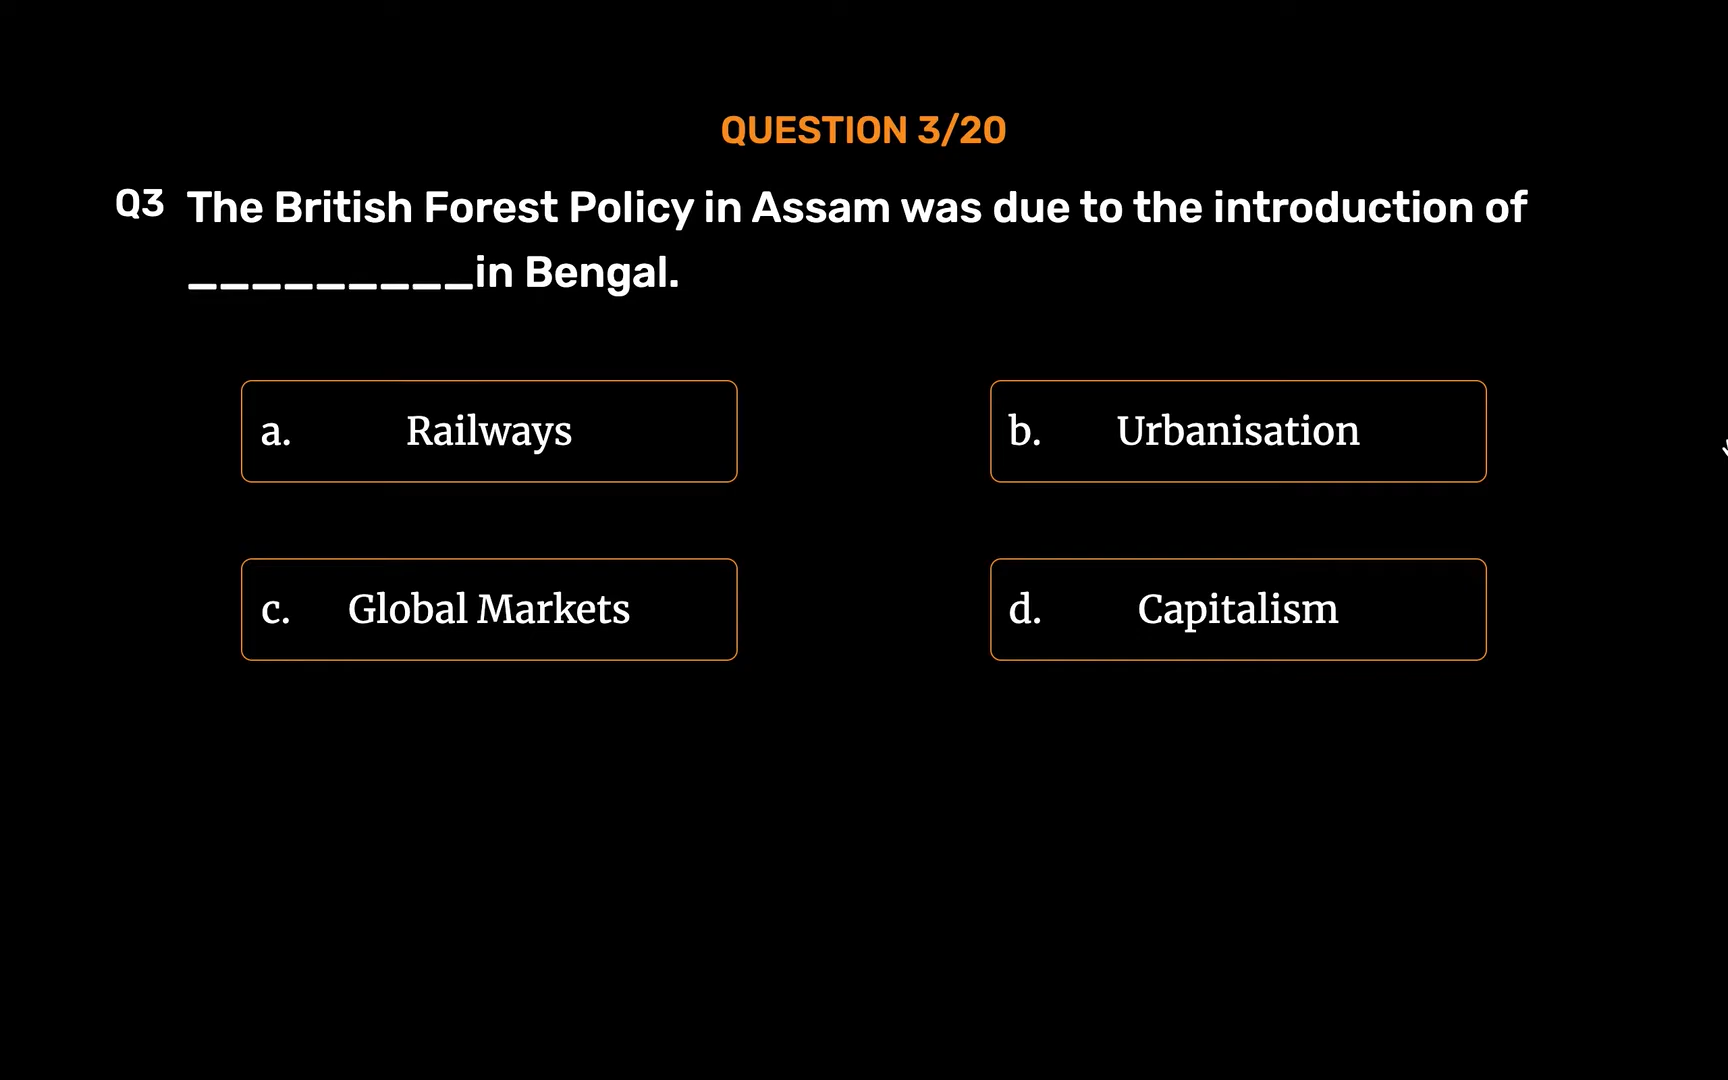 QUESTION 3/20
Q3 The British Forest Policy in Assam was due to the introduction of
_________in Bengal.
a. Railways
b. Urbanisation
c. Global Markets
d. Capitalism